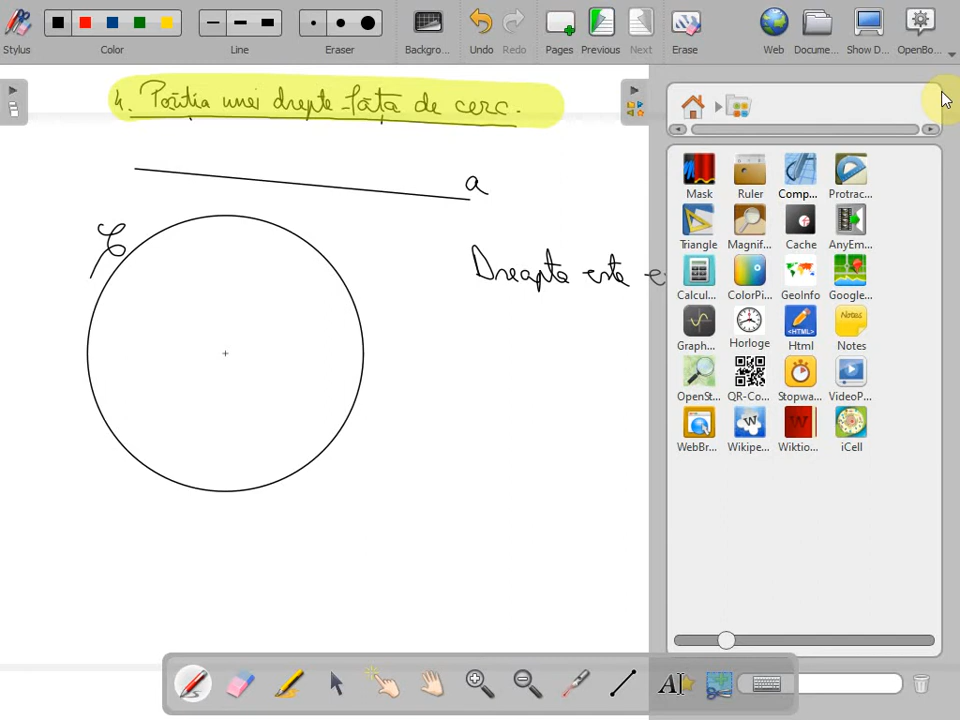 Stylus Color Line Eraser Backgro... Undo Redo Pages Previous Next Erase Web Docume... Show D... OpenBo...
4. Poziția unei drepte față de cerc.
a
C
Dreapta este e
Mask Ruler Comp... Protrac...
Triangle Magnif... Cache AnyEm...
Calcul... ColorPi... GeoInfo Google...
Graph... Horloge Html Notes
OpenSt... QR-Co... Stopwa... VideoP...
WebBr... Wikipe... Wiktio... iCell